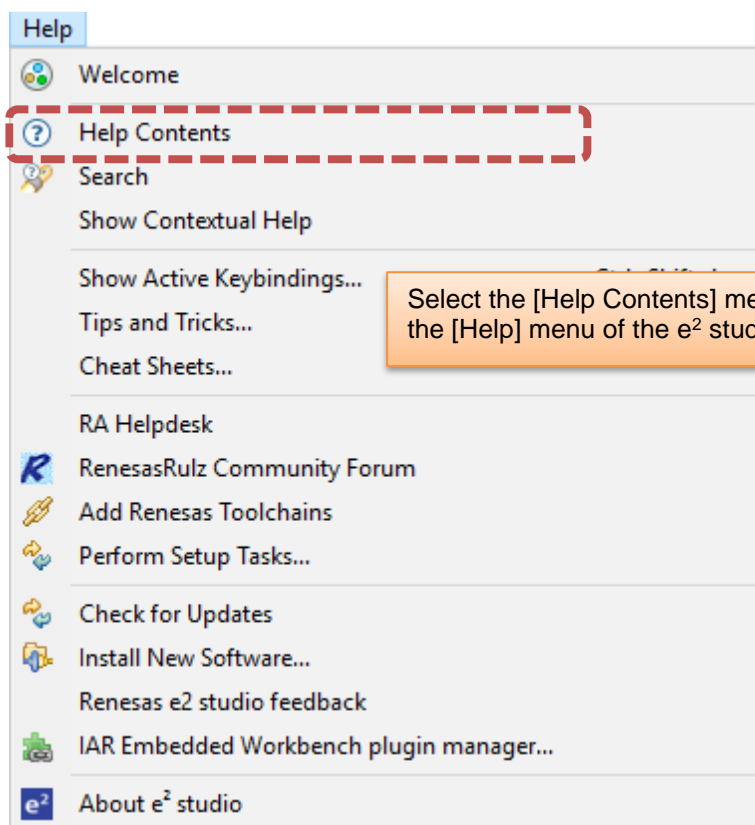 Help
Welcome
Help Contents
Search
Show Contextual Help
Show Active Keybindings...
Tips and Tricks...
Cheat Sheets...
Select the [Help Contents]
the [Help] menu of the e²
RA Helpdesk
RenesasRulz Community Forum
Add Renesas Toolchains
Perform Setup Tasks...
Check for Updates
Install New Software...
Renesas e2 studio feedback
IAR Embedded Workbench plugin manager...
e²
About e² studio